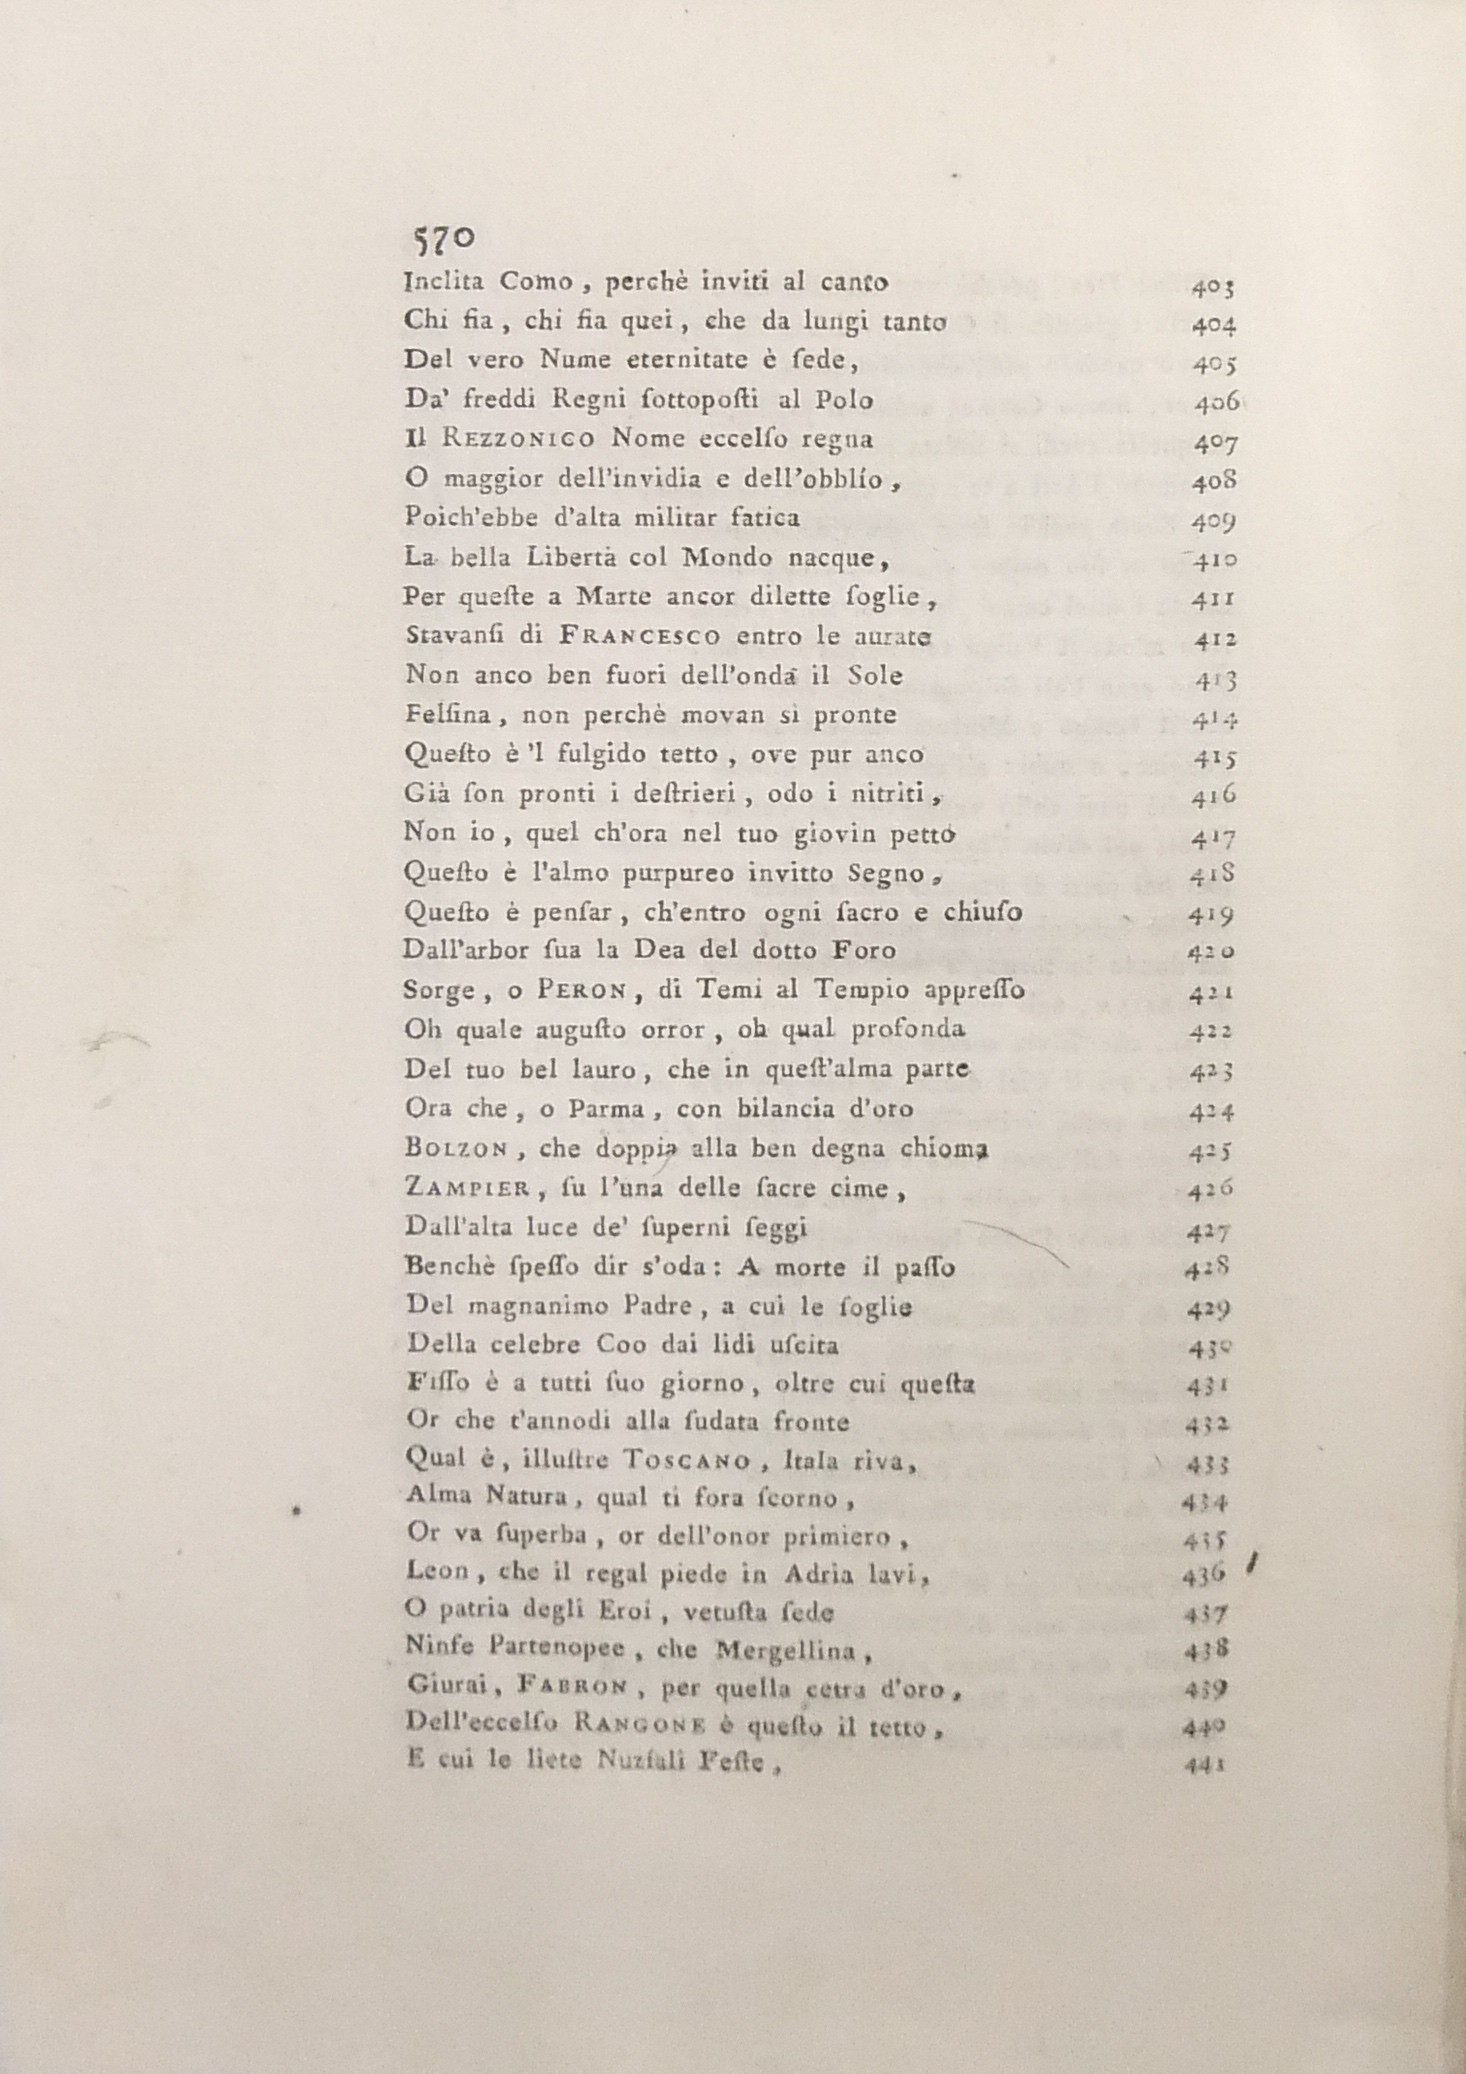 570
Inclita Como, perchè inviti al canto 403
Chi fia, chi fia quei, che da lungi tanto 404
Del vero Nume eternitate è ſede, 405
Da' freddi Regni ſottopoſti al Polo 406
Il REZZONICO Nome eccelſo regna 407
O maggior dell'invidia e dell'obblío, 408
Poich'ebbe d'alta militar fatica 409
La bella Libertà col Mondo nacque, 410
Per queſte a Marte ancor dilette ſoglie, 411
Stavanſi di FRANCESCO entro le aurate 412
Non anco ben fuori dell'onda il Sole 413
Felſina, non perchè movan sì pronte 414
Queſto è 'l fulgido tetto, ove pur anco 415
Già ſon pronti i deſtrieri, odo i nitriti, 416
Non io, quel ch'ora nel tuo giovin petto 417
Queſto è l'almo purpureo invitto Segno, 418
Queſto è penſar, ch'entro ogni ſacro e chiuſo 419
Dall'arbor ſua la Dea del dotto Foro 420
Sorge, o PERON, di Temi al Tempio appreſſo 421
Oh quale auguſto orror, oh qual profonda 422
Del tuo bel lauro, che in queſt'alma parte 423
Ora che, o Parma, con bilancia d'oro 424
BOLZON, che doppia alla ben degna chioma 425
ZAMPIER, ſu l'una delle ſacre cime, 426
Dall'alta luce de' ſuperni ſeggi 427
Benchè ſpeſſo dir s'oda: A morte il paſſo 428
Del magnanimo Padre, a cui le ſoglie 429
Della celebre Coo dai lidi uſcita 430
Fiſſo è a tutti ſuo giorno, oltre cui queſta 431
Or che t'annodi alla ſudata fronte 432
Qual è, illuſtre TOSCANO, Itala riva, 433
Alma Natura, qual ti fora ſcorno, 434
Or va ſuperba, or dell'onor primiero, 435
Leon, che il regal piede in Adria lavi, 436
O patria degli Eroi, vetuſta ſede 437
Ninfe Partenopee, che Mergellina, 438
Giurai, FABRON, per quella cetra d'oro, 439
Dell'eccelſo RANGONE è queſto il tetto, 440
E cui le liete Nuziali Feſte, 441